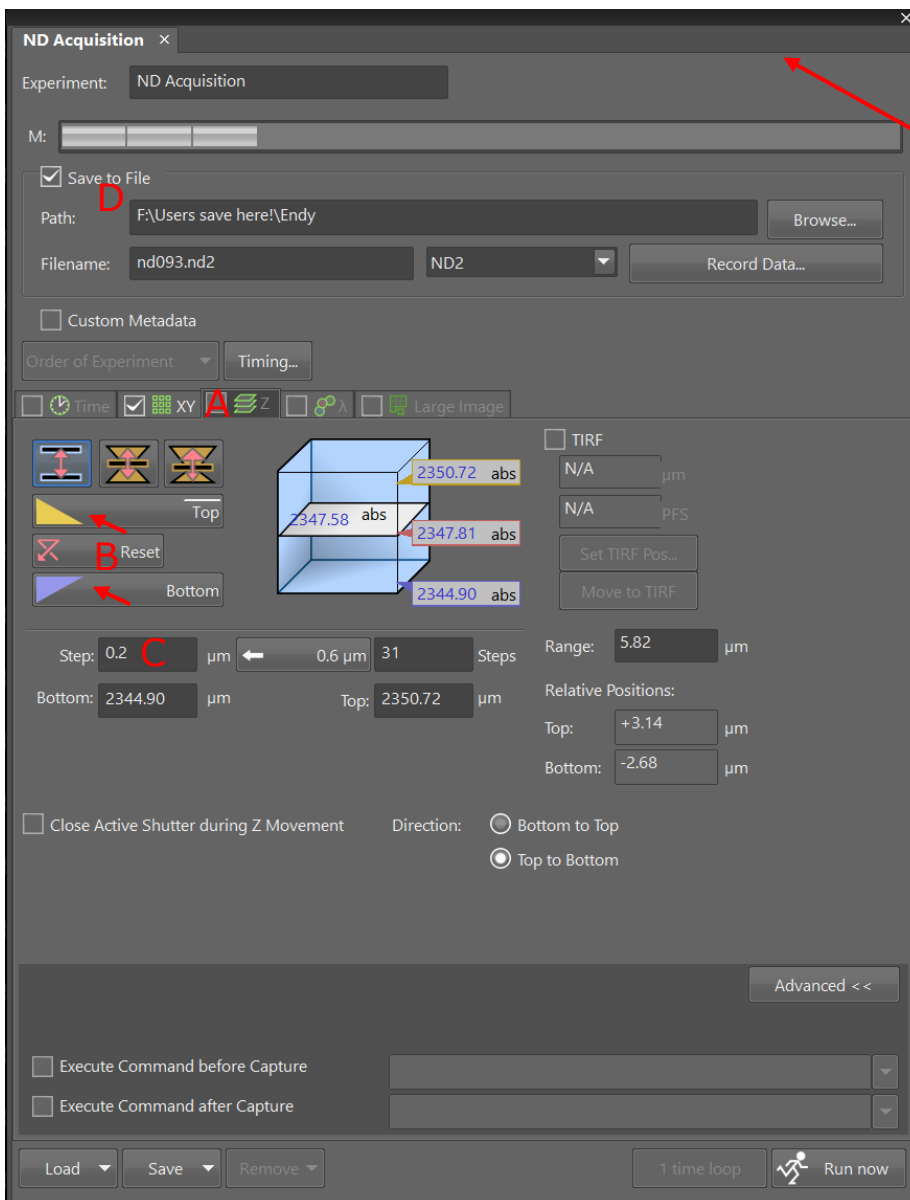 ND Acquisition ×
Experiment: ND Acquisition
M:
Save to File
D
Path: F:\Users save here!\Endy Browse...
Filename: nd093.nd2 ND2 Record Data...
Custom Metadata
Order of Experiment Timing...
Time XY A Z λ Large Image
TIRF
2350.72 abs N/A µm
Top 2347.58 abs N/A PFS
B Reset 2347.81 abs Set TIRF Pos...
Bottom 2344.90 abs Move to TIRF
Step: 0.2 C µm 0.6 µm 31 Steps Range: 5.82 µm
Bottom: 2344.90 µm Top: 2350.72 µm Relative Positions:
Top: +3.14 µm
Bottom: -2.68 µm
Close Active Shutter during Z Movement Direction: Bottom to Top
Top to Bottom
Advanced <<
Execute Command before Capture
Execute Command after Capture
Load Save Remove 1 time loop Run now